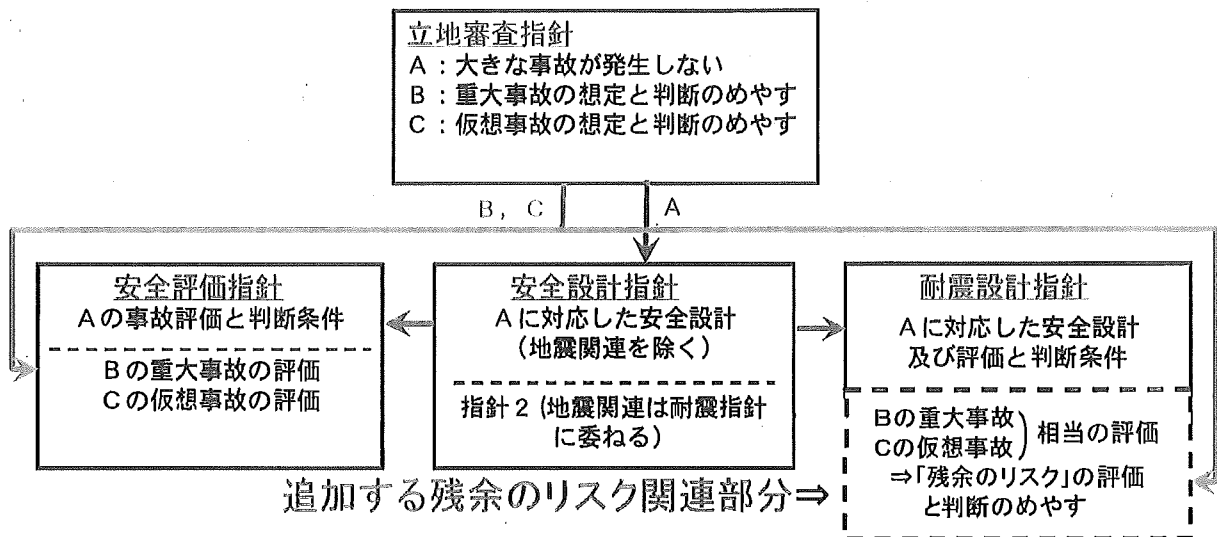 立地審査指針
A：大きな事故が発生しない
B：重大事故の想定と判断のめやす
C：仮想事故の想定と判断のめやす
B, C
A
安全評価指針
Aの事故評価と判断条件
Bの重大事故の評価
Cの仮想事故の評価
安全設計指針
Aに対応した安全設計
（地震関連を除く）
指針2（地震関連は耐震指針
に委ねる）
耐震設計指針
Aに対応した安全設計
及び評価と判断条件
Bの重大事故
Cの仮想事故 ) 相当の評価
⇒「残余のリスク」の評価
と判断のめやす
追加する残余のリスク関連部分⇒